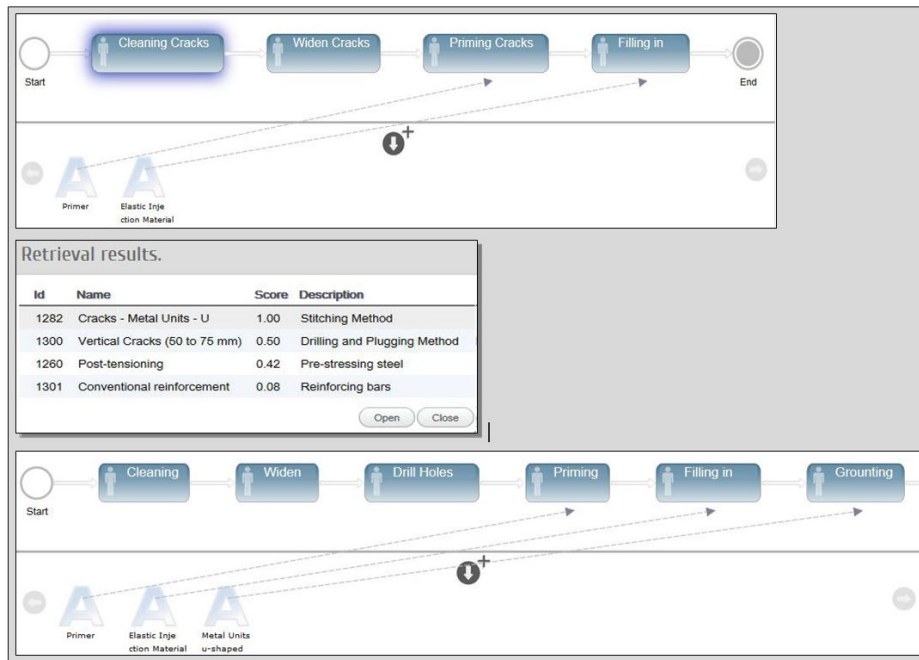 Cleaning Cracks
Widen Cracks
Priming Cracks
Filling in
Start
End
Primer
Elastic Inje
ction Material
Retrieval results.
Id Name Score Description
1282 Cracks - Metal Units - U 1.00 Stitching Method
1300 Vertical Cracks (50 to 75 mm) 0.50 Drilling and Plugging Method
1260 Post-tensioning 0.42 Pre-stressing steel
1301 Conventional reinforcement 0.08 Reinforcing bars
Open Close
Cleaning
Widen
Drill Holes
Priming
Filling in
Grounting
Start
Primer
Elastic Inje
ction Material
Metal Units
u-shaped